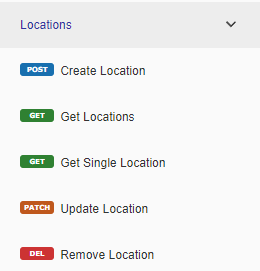 Locations
POST Create Location
GET Get Locations
GET Get Single Location
PATCH Update Location
DEL Remove Location